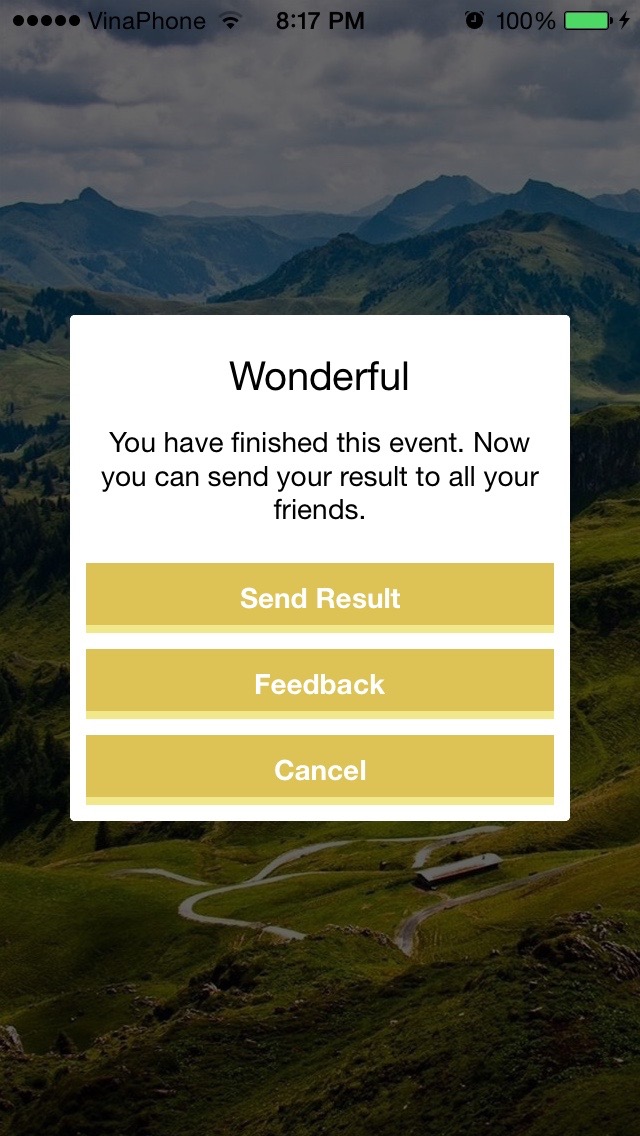 VinaPhone 8:17 PM 100%
Wonderful
You have finished this event. Now
you can send your result to all your
friends.
Send Result
Feedback
Cancel